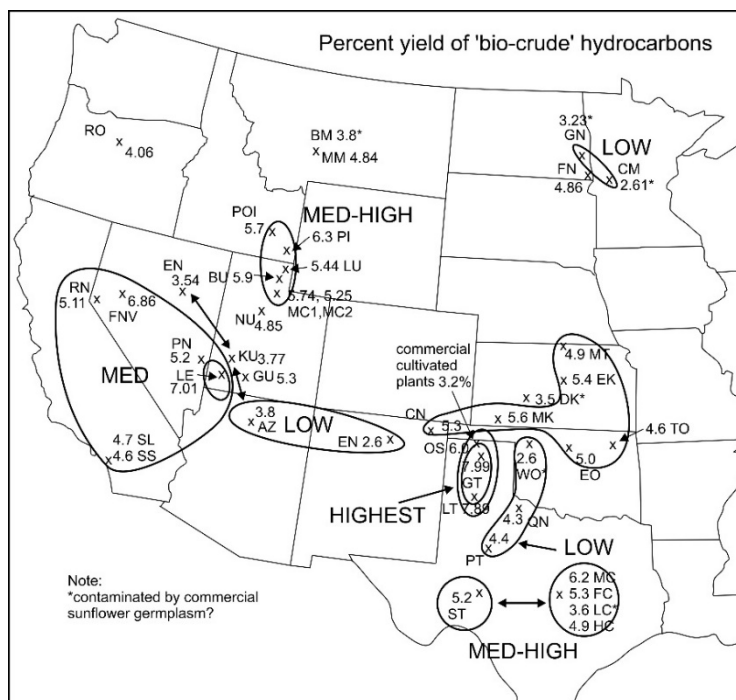 Percent yield of 'bio-crude' hydrocarbons
RO
4.06
BM 3.8*
MM 4.84
3.23*
GN
LOW
FN
4.86
CM
2.61*
POI
5.7
MED-HIGH
6.3 PI
5.44 LU
BU 5.9
5.74, 5.25
MC1,MC2
NU
4.85
EN
3.54
RN
5.11
6.86
FNV
PN
5.2
KU 3.77
LE
7.01
GU 5.3
MED
4.7 SL
4.6 SS
3.8
AZ
LOW
EN 2.6
commercial
cultivated
plants 3.2%
4.9 MT
5.4 EK
3.5 DK*
5.6 MK
CN
5.3
4.6 TO
5.0
EO
OS 6.0
7.99
GT
LT 7.89
HIGHEST
2.6
WO*
4.3 QN
4.4
PT
LOW
Note:
*contaminated by commercial
sunflower germplasm?
5.2
ST
6.2 MC
5.3 FC
3.6 LC*
4.9 HC
MED-HIGH